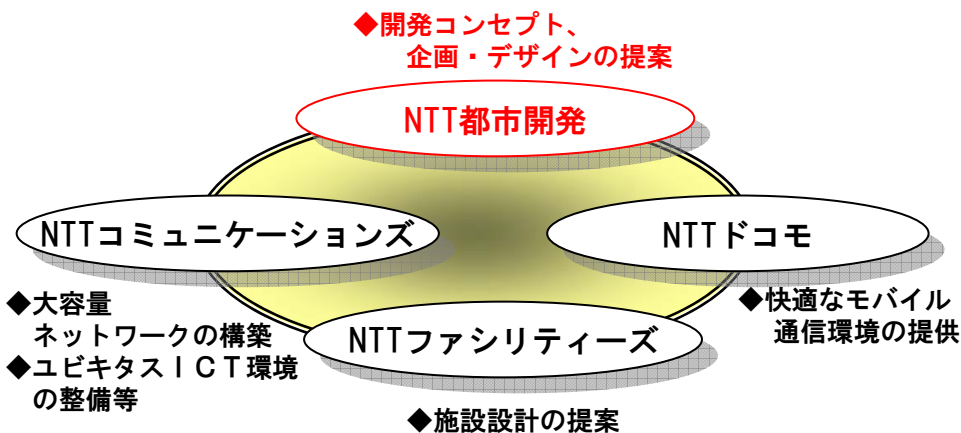 ◆開発コンセプト、
企画・デザインの提案
NTT都市開発
NTTコミュニケーションズ
NTTドコモ
◆大容量
ネットワークの構築
◆ユビキタスICT環境
の整備等
◆快適なモバイル
通信環境の提供
NTTファシリティーズ
◆施設設計の提案